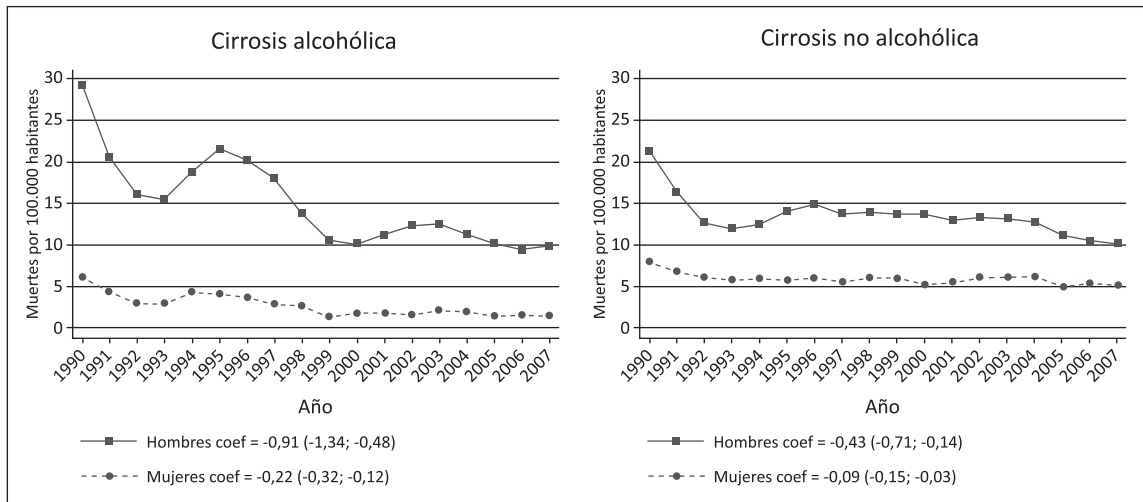 Cirrosis alcohólica
Muertes por 100.000 habitantes
30
25
20
15
10
5
0
1990 1991 1992 1993 1994 1995 1996 1997 1998 1999 2000 2001 2002 2003 2004 2005 2006 2007
Año
Hombres coef = -0,91 (-1,34; -0,48)
Mujeres coef = -0,22 (-0,32; -0,12)
Cirrosis no alcohólica
Muertes por 100.000 habitantes
30
25
20
15
10
5
0
1990 1991 1992 1993 1994 1995 1996 1997 1998 1999 2000 2001 2002 2003 2004 2005 2006 2007
Año
Hombres coef = -0,43 (-0,71; -0,14)
Mujeres coef = -0,09 (-0,15; -0,03)